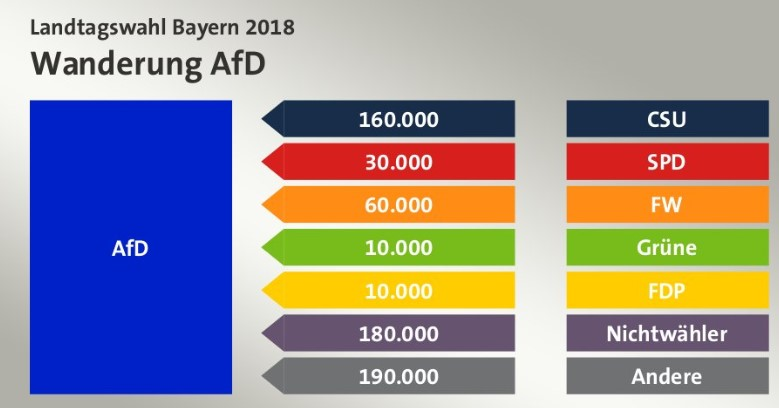 Landtagswahl Bayern 2018
Wanderung AfD
AfD
160.000 CSU
30.000 SPD
60.000 FW
10.000 Grüne
10.000 FDP
180.000 Nichtwähler
190.000 Andere